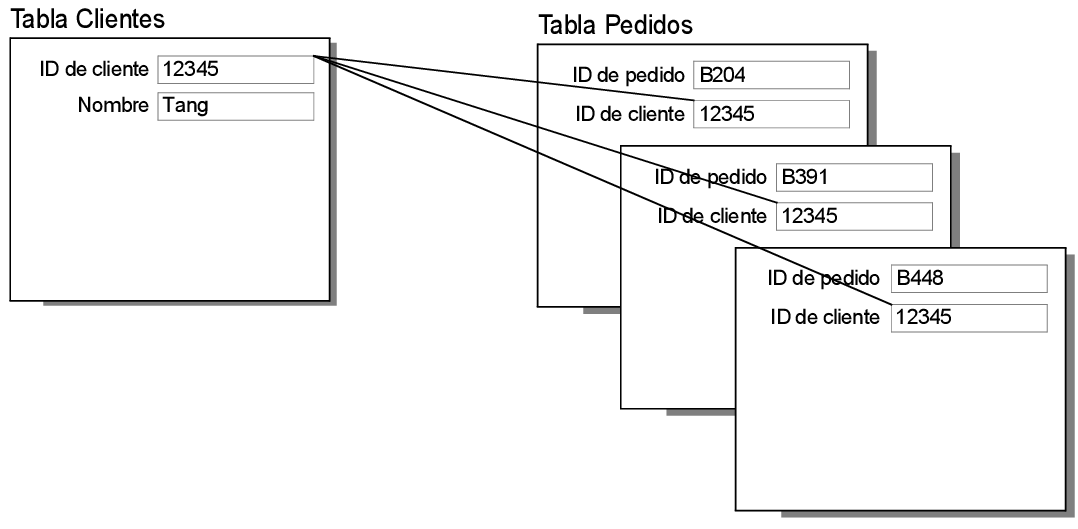 Tabla Clientes
ID de cliente 12345
Nombre Tang
Tabla Pedidos
ID de pedido B204
ID de cliente 12345
ID de pedido B391
ID de cliente 12345
ID de pedido B448
ID de cliente 12345